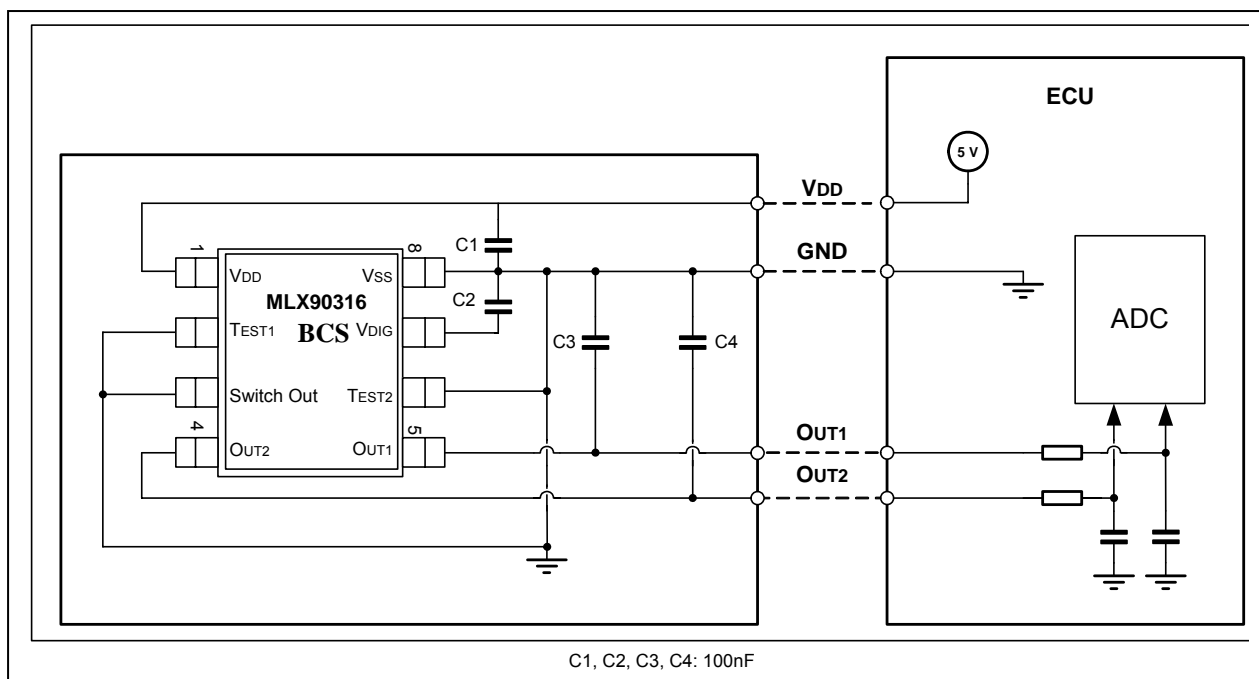 ECU
5 V
VDD
GND
ADC
OUT1
OUT2
C1
C2
C3
C4
1
8
VDD
VSS
MLX90316
TEST1
BCS
VDIG
Switch Out
TEST2
4
5
OUT2
OUT1
C1, C2, C3, C4: 100nF